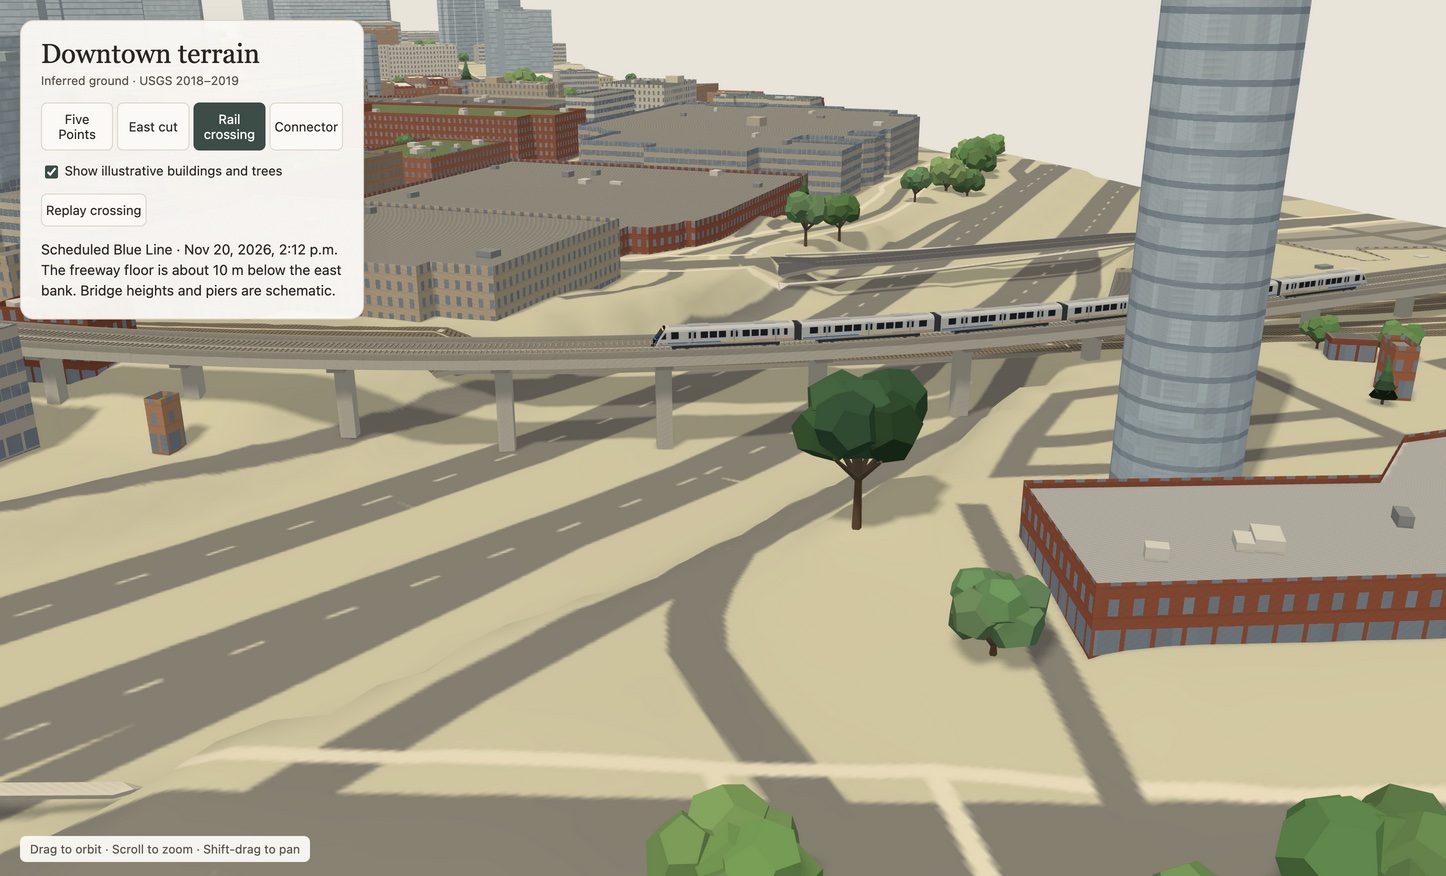 Downtown terrain
Inferred ground · USGS 2018–2019
Five
Points
East cut
Rail
crossing
Connector
Show illustrative buildings and trees
Replay crossing
Scheduled Blue Line · Nov 20, 2026, 2:12 p.m.
The freeway floor is about 10 m below the east
bank. Bridge heights and piers are schematic.
Drag to orbit · Scroll to zoom · Shift-drag to pan